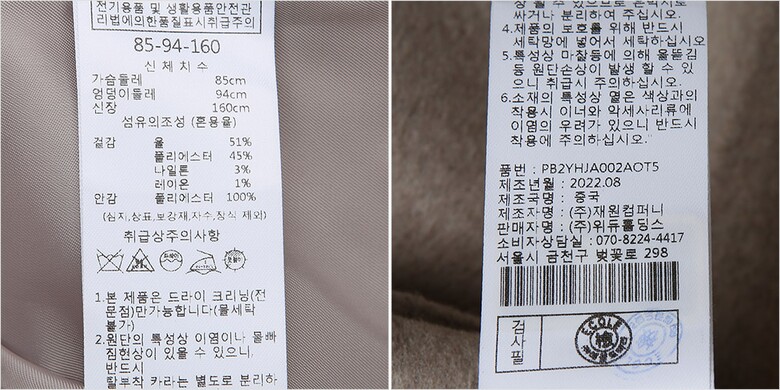 전기용품 및 생활용품안전관
리법에의한품질표시취급주의
85-94-160
신체치수
가슴둘레 85cm
엉덩이둘레 94cm
신장 160cm
섬유의조성 (혼용율)
겉감 울 51%
폴리에스터 45%
나일론 3%
레이온 1%
안감 폴리에스터 100%
(심지,상표,보강재,자수,장식 제외)
취급상주의사항
1.본 제품은 드라이 크리닝(전
문점)만가능합니다(물세탁
불가)
2.원단의 특성상 이염이나 물빠
짐현상이 있을 수 있으니,
반드시
탈부착 카라는 별도로 분리하
싸거나 분리하여 주십시오.
4.제품의 보호를 위해 반드시
세탁망에 넣어서 세탁하십시오
5.특성상 마찰등에 의해 올뜯김
등 원단손상이 발생 할 수 있
으니 취급시 주의하십시오.
6.소재의 특성상 옅은 색상과의
착용시 이너와 악세사리류에
이염의 우려가 있으니 반드시
착용에 주의하십시오.
품번 : PB2YHJA002AOT5
제조년월 : 2022.08
제조국명 : 중국
제조자명 : (주)재원컴퍼니
판매자명 : (주)위듀홀딩스
소비자상담실 : 070-8224-4417
서울시 금천구 벚꽃로 298
검사필
ECOLE